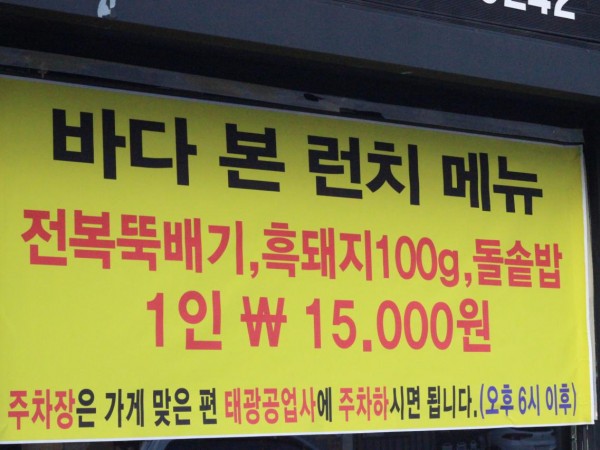 바다 본 런치 메뉴
전복뚝배기,흑돼지100g,돌솥밥
1인 ₩ 15.000원
주차장은 가게 맞은 편 태광공업사에 주차하시면 됩니다.(오후 6시 이후)